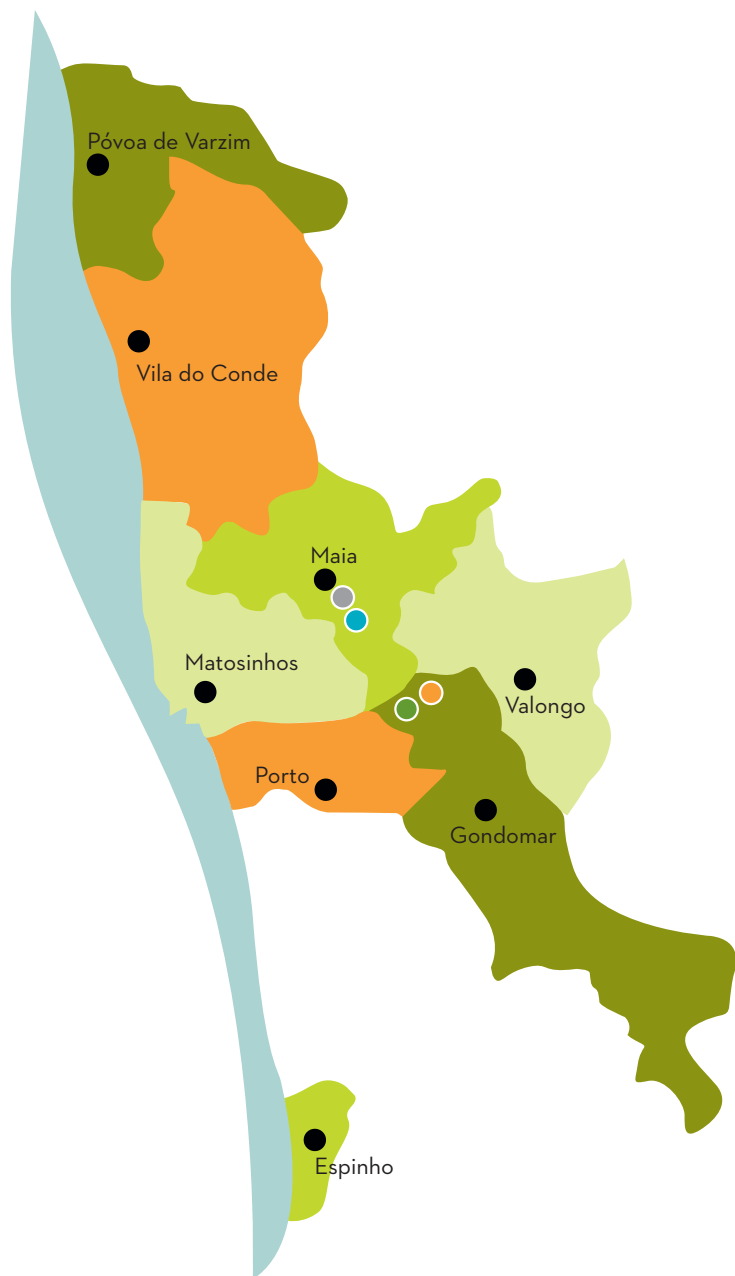 Póvoa de Varzim
Vila do Conde
Maia
Matosinhos
Valongo
Porto
Gondomar
Espinho